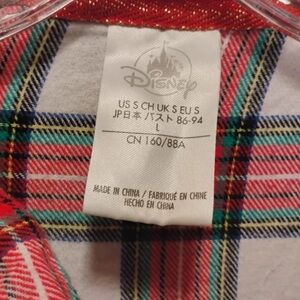 Disney
US S CH UK S EU S
JP日本 バスト 86-94
L
CN 160/88A
MADE IN CHINA / FABRIQUÉ EN CHINE
HECHO EN CHINA